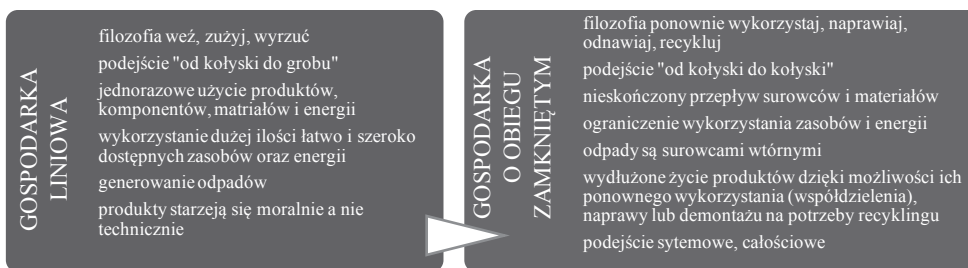 GOSPODARKA
LINIOWA
filozofia weź, zużyj, wyrzuć
podejście "od kołyski do grobu"
jednorazowe użycie produktów,
komponentów, matriałów i energii
wykorzystanie dużej ilości łatwo i szeroko
dostępnych zasobów oraz energii
generowanie odpadów
produkty starzeją się moralnie a nie
technicznie
GOSPODARKA
O OBIEGU
ZAMKNIĘTYM
filozofia ponownie wykorzystaj, naprawiaj,
odnawiaj, recykluj
podejście "od kołyski do kołyski"
nieskończony przepływ surowców i materiałów
ograniczenie wykorzystania zasobów i energii
odpady są surowcami wtórnymi
wydłużone życie produktów dzięki możliwości ich
ponownego wykorzystania (współdzielenia),
naprawy lub demontażu na potrzeby recyklingu
podejście sytemowe, całościowe